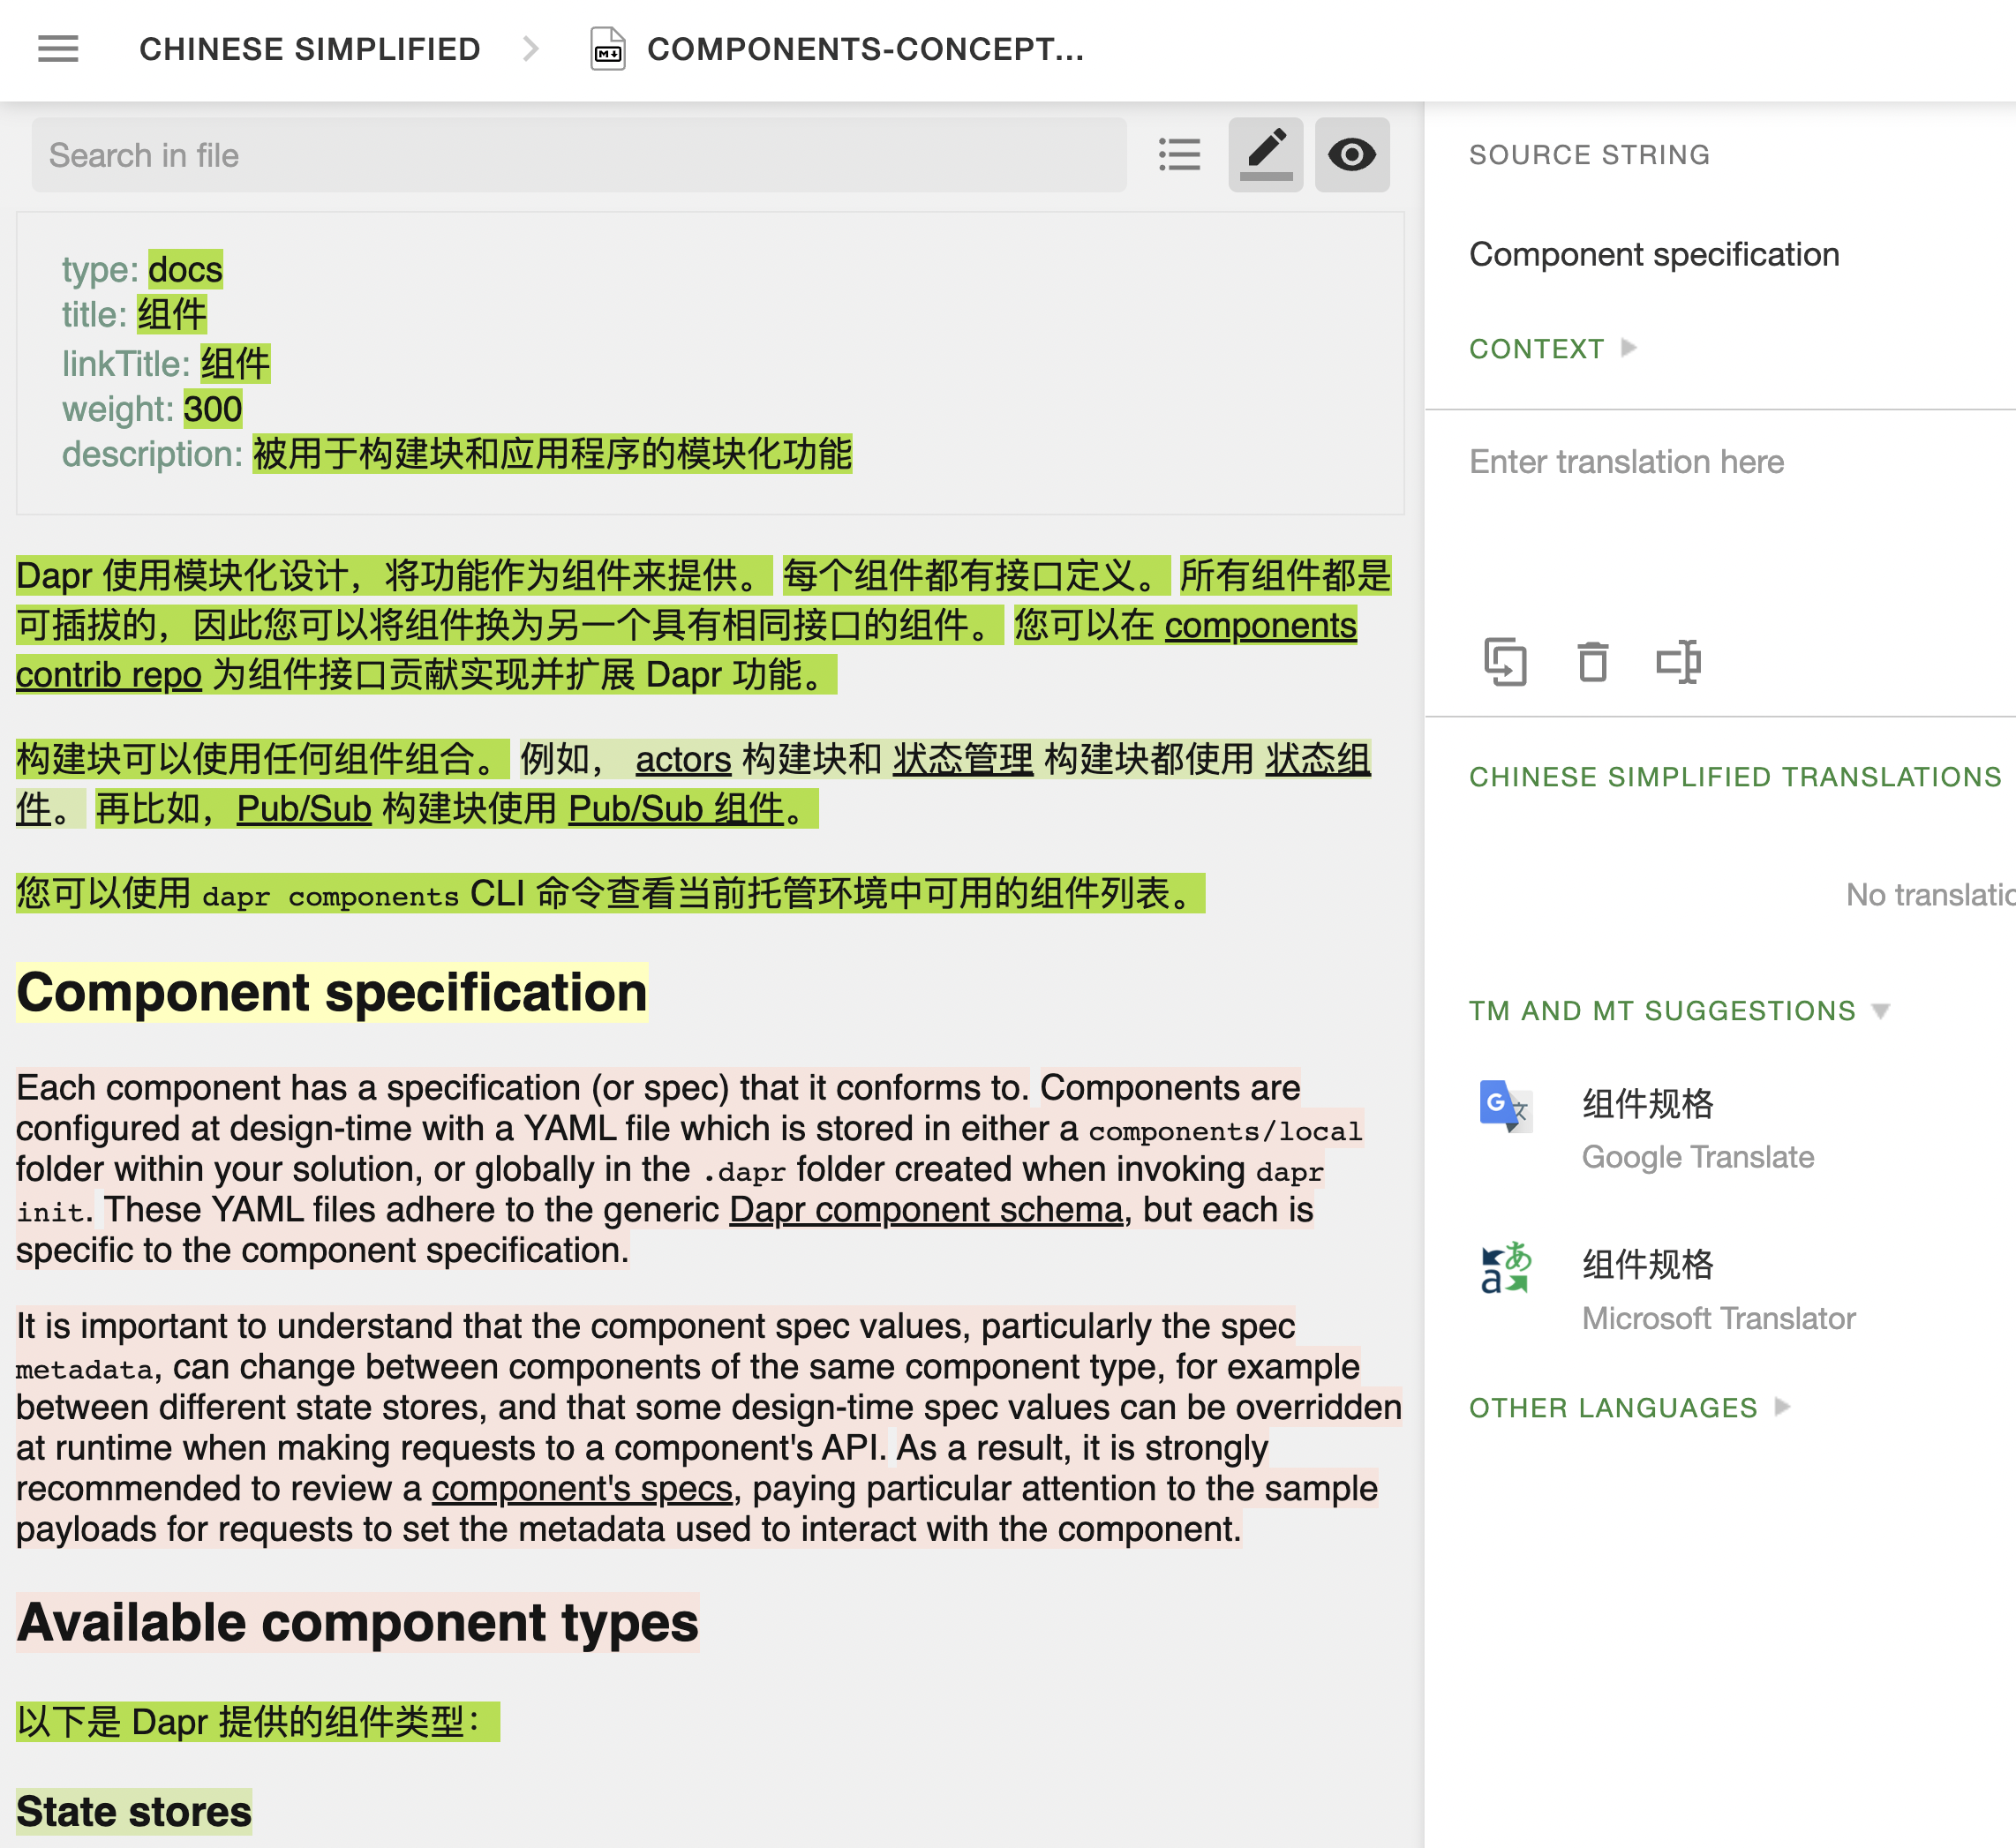 CHINESE SIMPLIFIED
COMPONENTS-CONCEPT...
Search in file
type: docs
title: 组件
linkTitle: 组件
weight: 300
description: 被用于构建块和应用程序的模块化功能
Dapr 使用模块化设计，将功能作为组件来提供。 每个组件都有接口定义。 所有组件都是
可插拔的，因此您可以将组件换为另一个具有相同接口的组件。 您可以在 components
contrib repo 为组件接口贡献实现并扩展 Dapr 功能。
构建块可以使用任何组件组合。 例如， actors 构建块和 状态管理 构建块都使用 状态组
件。 再比如，Pub/Sub 构建块使用 Pub/Sub 组件。
您可以使用 dapr components CLI 命令查看当前托管环境中可用的组件列表。
Component specification
Each component has a specification (or spec) that it conforms to. Components are
configured at design-time with a YAML file which is stored in either a components/local
folder within your solution, or globally in the .dapr folder created when invoking dapr
init. These YAML files adhere to the generic Dapr component schema, but each is
specific to the component specification.
It is important to understand that the component spec values, particularly the spec
metadata, can change between components of the same component type, for example
between different state stores, and that some design-time spec values can be overridden
at runtime when making requests to a component's API. As a result, it is strongly
recommended to review a component's specs, paying particular attention to the sample
payloads for requests to set the metadata used to interact with the component.
Available component types
以下是 Dapr 提供的组件类型：
State stores
SOURCE STRING
Component specification
CONTEXT
Enter translation here
CHINESE SIMPLIFIED TRANSLATIONS
No translatio
TM AND MT SUGGESTIONS
组件规格
Google Translate
组件规格
Microsoft Translator
OTHER LANGUAGES